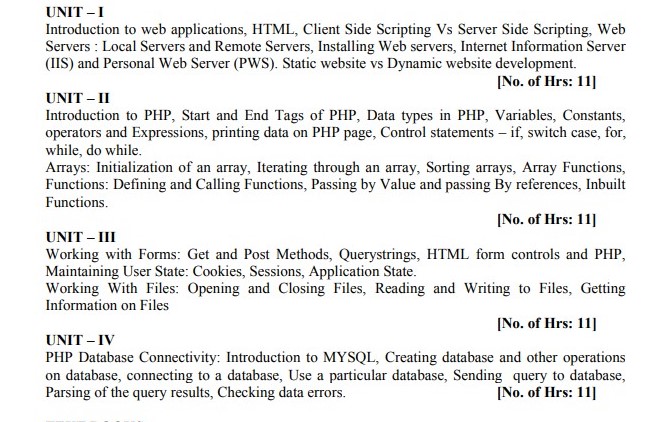 UNIT – I
Introduction to web applications, HTML, Client Side Scripting Vs Server Side Scripting, Web
Servers : Local Servers and Remote Servers, Installing Web servers, Internet Information Server
(IIS) and Personal Web Server (PWS). Static website vs Dynamic website development.
[No. of Hrs: 11]
UNIT – II
Introduction to PHP, Start and End Tags of PHP, Data types in PHP, Variables, Constants,
operators and Expressions, printing data on PHP page, Control statements – if, switch case, for,
while, do while.
Arrays: Initialization of an array, Iterating through an array, Sorting arrays, Array Functions,
Functions: Defining and Calling Functions, Passing by Value and passing By references, Inbuilt
Functions.
[No. of Hrs: 11]
UNIT – III
Working with Forms: Get and Post Methods, Querystrings, HTML form controls and PHP,
Maintaining User State: Cookies, Sessions, Application State.
Working With Files: Opening and Closing Files, Reading and Writing to Files, Getting
Information on Files
[No. of Hrs: 11]
UNIT – IV
PHP Database Connectivity: Introduction to MYSQL, Creating database and other operations
on database, connecting to a database, Use a particular database, Sending query to database,
Parsing of the query results, Checking data errors. [No. of Hrs: 11]